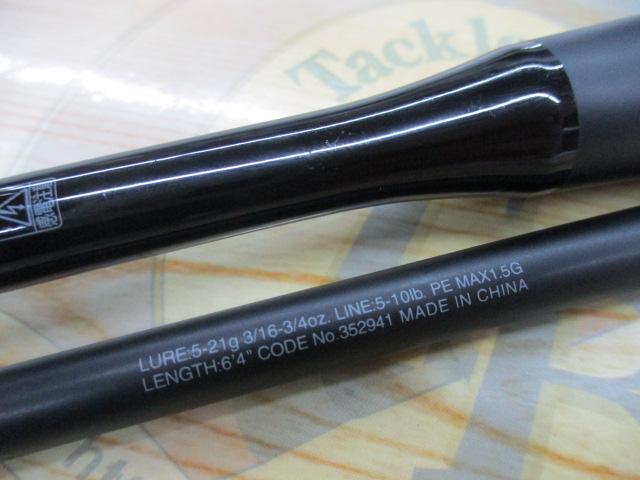 Tackle
LURE:5-21g 3/16-3/4oz. LINE:5-10lb. PE MAX1.5G
LENGTH:6'4" CODE No.352941 MADE IN CHINA